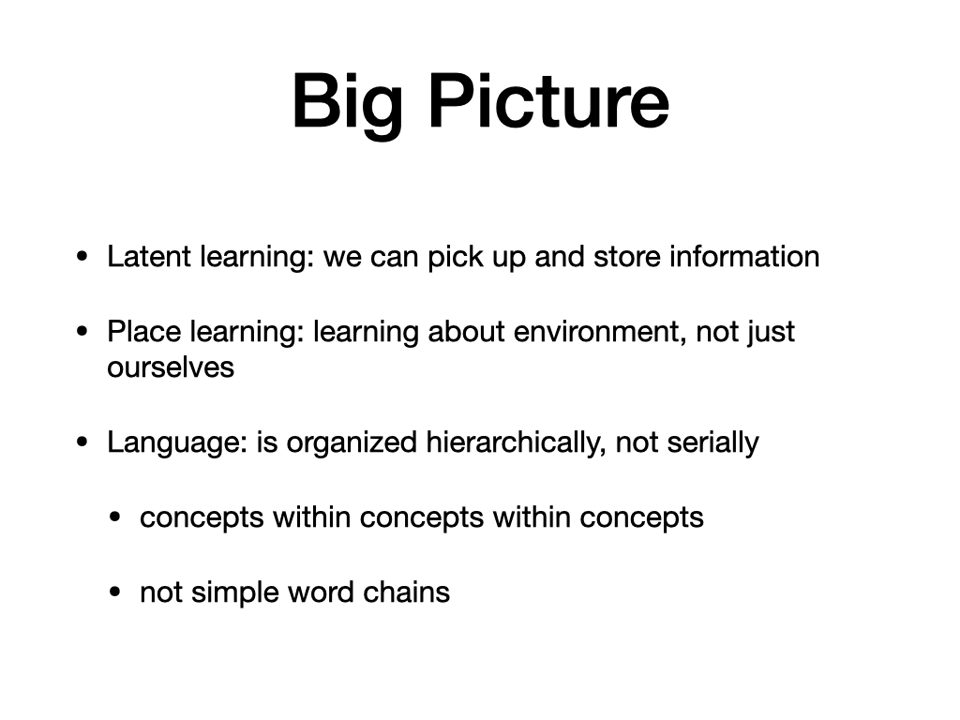 Big Picture
• Latent learning: we can pick up and store information
• Place learning: learning about environment, not just
ourselves
• Language: is organized hierarchically, not serially
• concepts within concepts within concepts
• not simple word chains